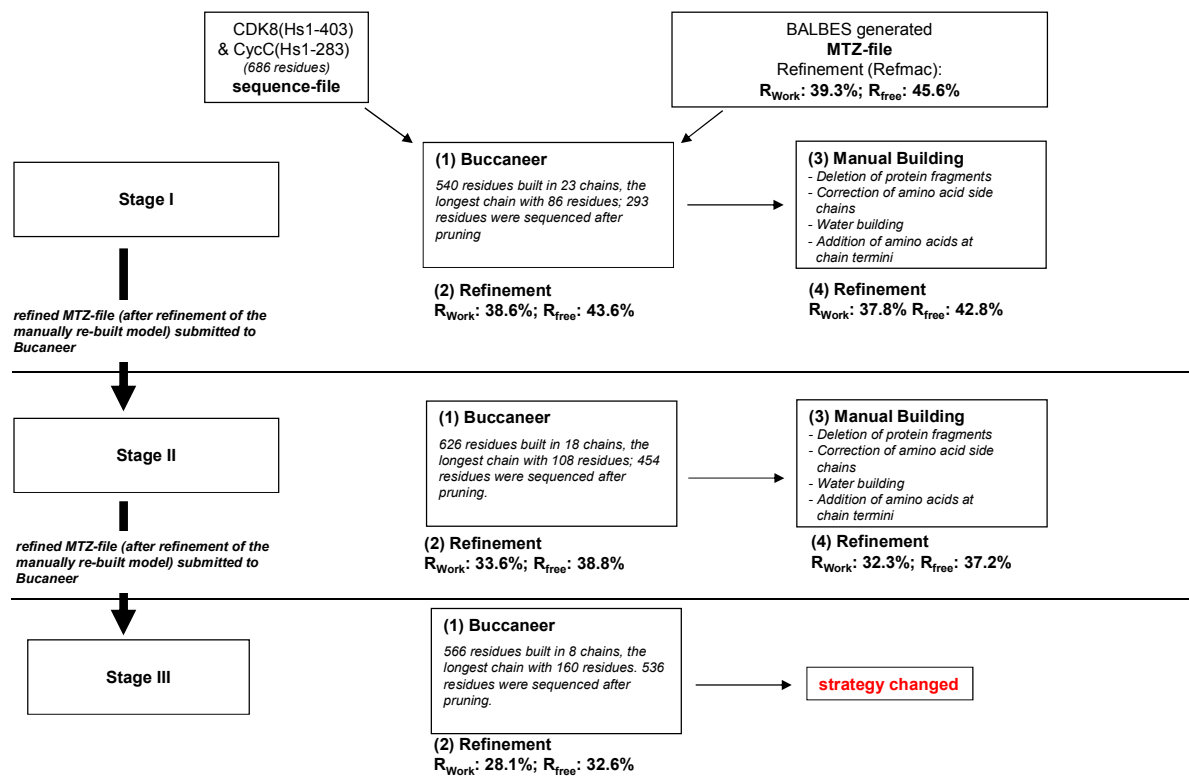 CDK8(Hs1-403)
& CycC(Hs1-283)
(686 residues)
sequence-file
BALBES generated
MTZ-file
Refinement (Refmac):
RWork: 39.3%; Rfree: 45.6%
Stage I
(1) Buccaneer
540 residues built in 23 chains, the
longest chain with 86 residues; 293
residues were sequenced after
pruning
(3) Manual Building
- Deletion of protein fragments
- Correction of amino acid side
chains
- Water building
- Addition of amino acids at
chain termini
(2) Refinement
RWork: 38.6%; Rfree: 43.6%
(4) Refinement
RWork: 37.8% Rfree: 42.8%
refined MTZ-file (after refinement of the
manually re-built model) submitted to
Bucaneer
Stage II
(1) Buccaneer
626 residues built in 18 chains, the
longest chain with 108 residues; 454
residues were sequenced after
pruning.
(3) Manual Building
- Deletion of protein fragments
- Correction of amino acid side
chains
- Water building
- Addition of amino acids at
chain termini
(2) Refinement
RWork: 33.6%; Rfree: 38.8%
(4) Refinement
RWork: 32.3%; Rfree: 37.2%
refined MTZ-file (after refinement of the
manually re-built model) submitted to
Bucaneer
Stage III
(1) Buccaneer
566 residues built in 8 chains, the
longest chain with 160 residues. 536
residues were sequenced after
pruning.
strategy changed
(2) Refinement
RWork: 28.1%; Rfree: 32.6%